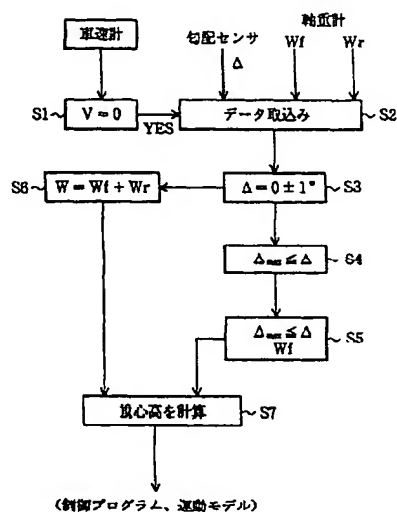 車速計
勾配センサ
Δ
軸重計
Wf Wr
S1 V = 0
YES
データ取込み S2
S6 W = Wf + Wr
Δ = 0 ± 1° S3
Δmax ≦ Δ S4
Δmax ≦ Δ
Wf S5
重心高を計算 S7
(制御プログラム、運動モデル)